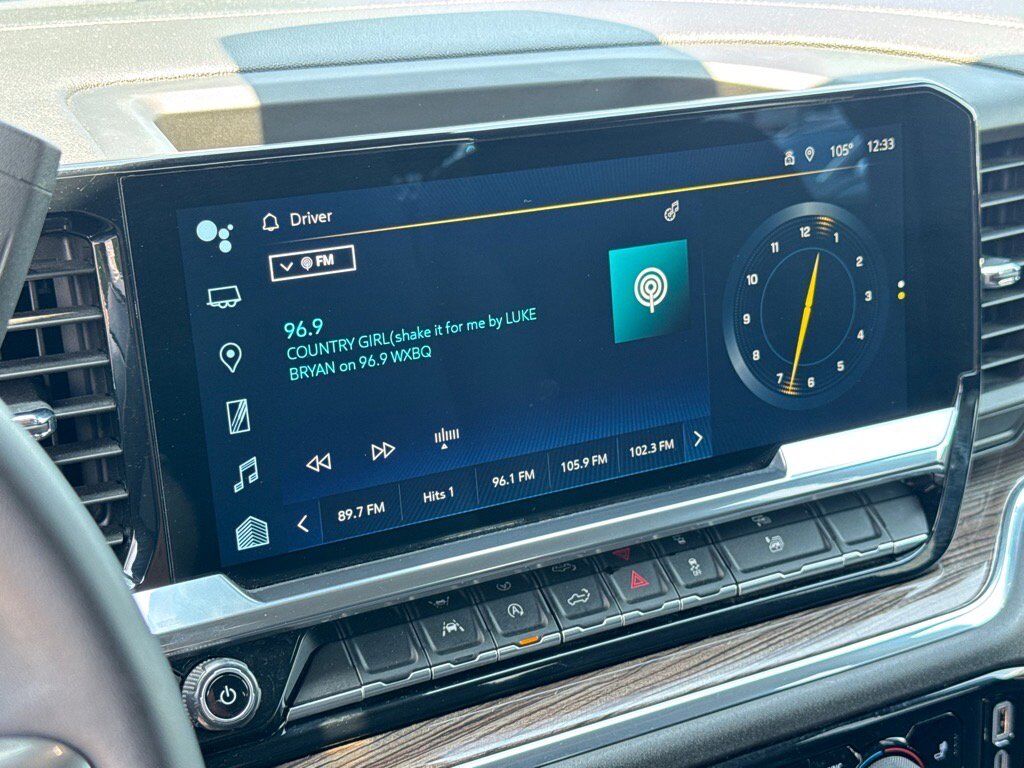 105° 12:33
Driver
FM
96.9
COUNTRY GIRL(shake it for me by LUKE
BRYAN on 96.9 WXBQ
12
1
2
3
4
5
6
7
8
9
10
11
89.7 FM
Hits 1
96.1 FM
105.9 FM
102.3 FM